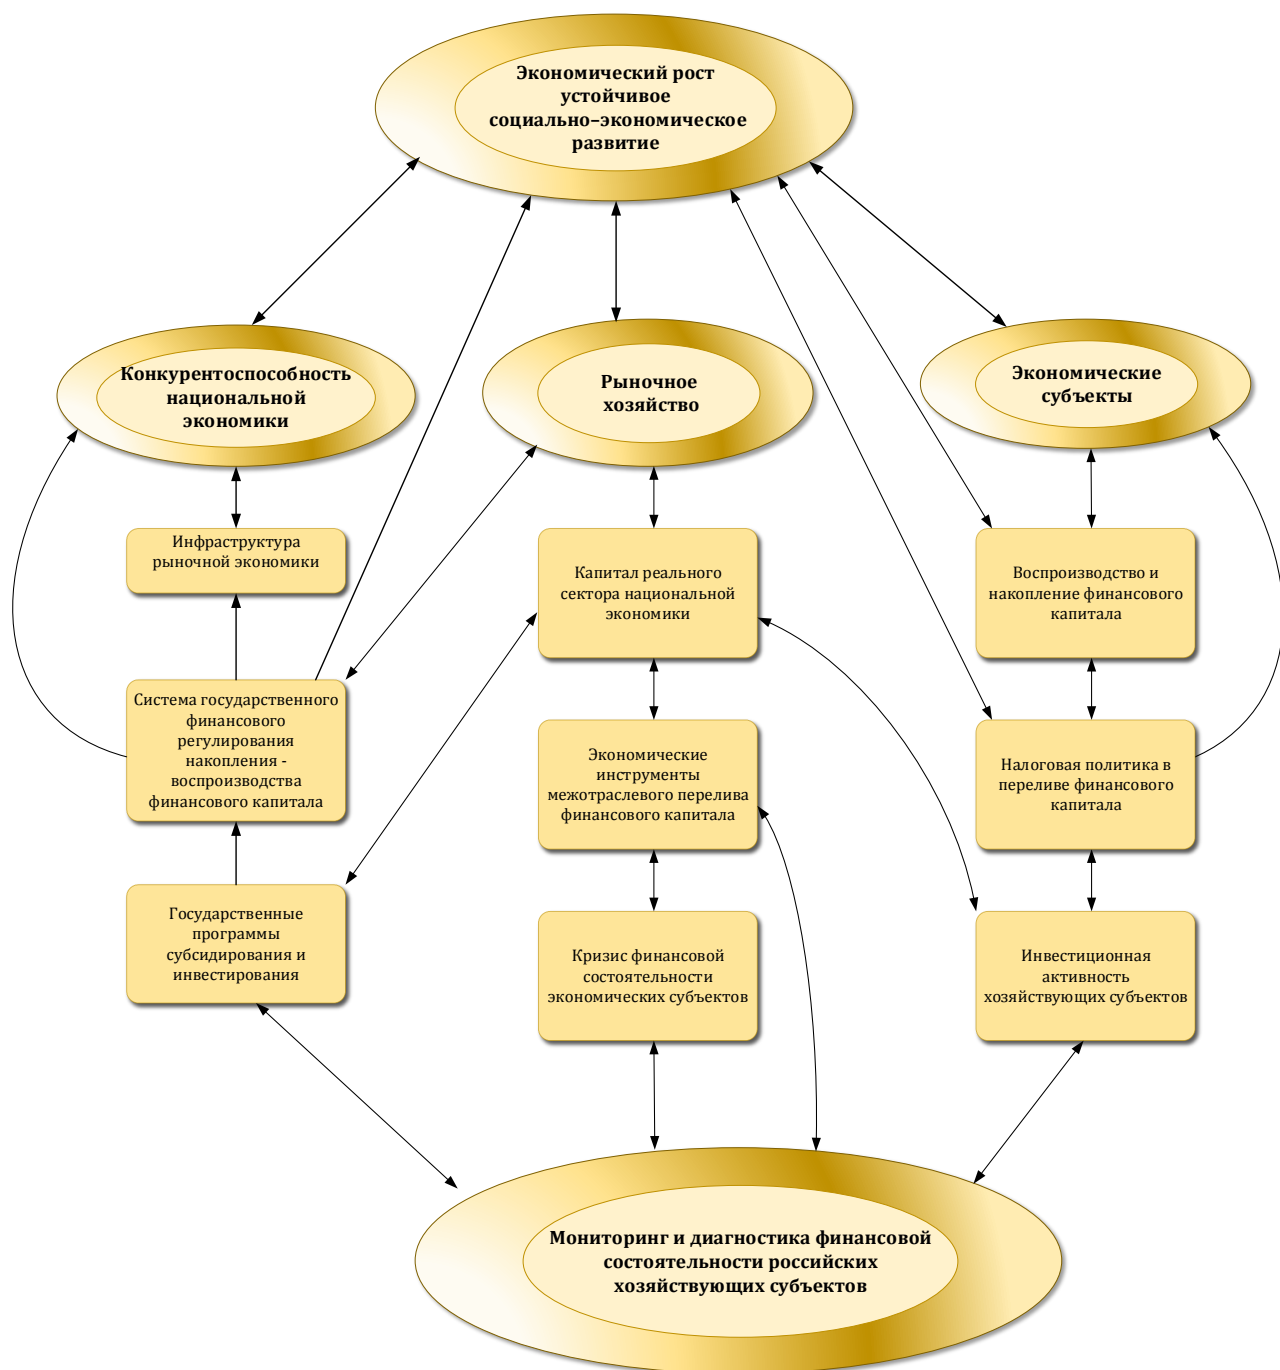 Экономический рост
устойчивое
социально–экономическое
развитие
Конкурентоспособность
национальной
экономики
Рыночное
хозяйство
Экономические
субъекты
Инфраструктура
рыночной экономики
Капитал реального
сектора национальной
экономики
Воспроизводство и
накопление финансового
капитала
Система государственного
финансового
регулирования
накопления -
воспроизводства
финансового капитала
Экономические
инструменты
межотраслевого перелива
финансового капитала
Налоговая политика в
переливе финансового
капитала
Государственные
программы
субсидирования и
инвестирования
Кризис финансовой
состоятельности
экономических субъектов
Инвестиционная
активность
хозяйствующих субъектов
Мониторинг и диагностика финансовой
состоятельности российских
хозяйствующих субъектов